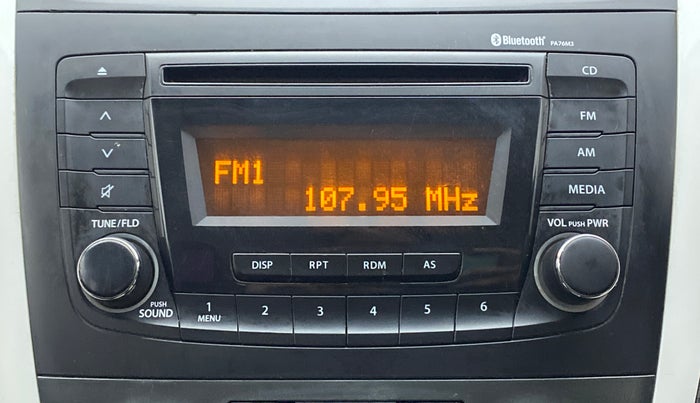 Bluetooth PA76M3
CD
FM
AM
MEDIA
FM1
107.95 MHz
TUNE/FLD
VOL PUSH PWR
DISP RPT RDM AS
PUSH
SOUND
1 2 3 4 5 6
MENU